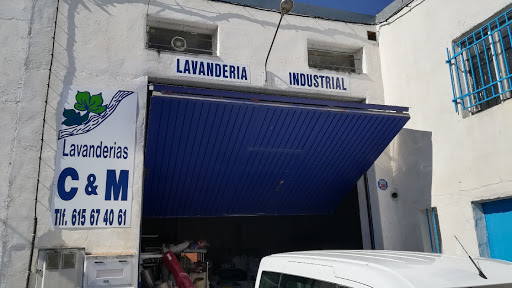 LAVANDERIA INDUSTRIAL
Lavanderias
C & M
Tlf. 615 67 40 61